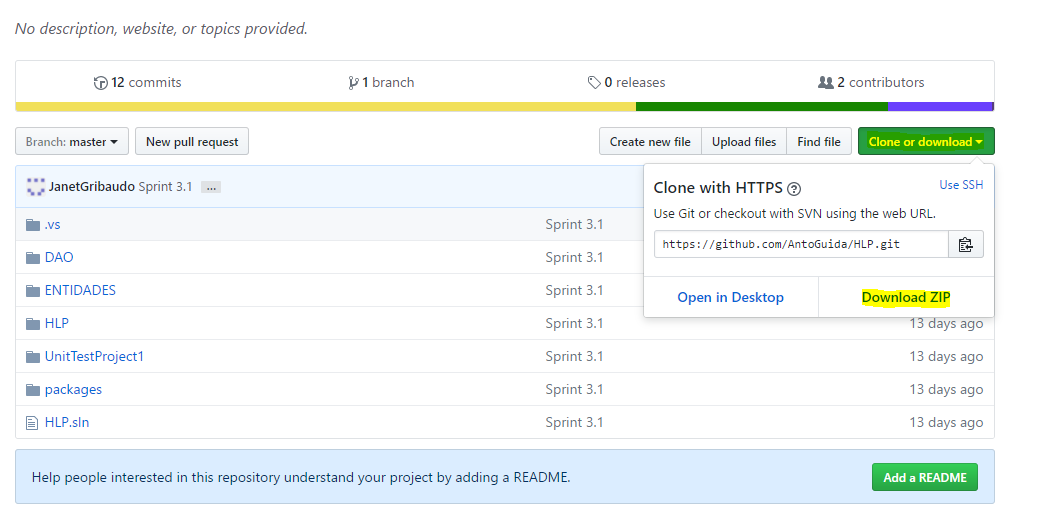 No description, website, or topics provided.
12 commits 1 branch 0 releases 2 contributors
Branch: master New pull request Create new file Upload files Find file Clone or download
JanetGribaudo Sprint 3.1 ...
Clone with HTTPS ? Use SSH
Use Git or checkout with SVN using the web URL.
https://github.com/AntoGuida/HLP.git
Open in Desktop Download ZIP
.vs Sprint 3.1
DAO Sprint 3.1
ENTIDADES Sprint 3.1
HLP Sprint 3.1 13 days ago
UnitTestProject1 Sprint 3.1 13 days ago
packages Sprint 3.1 13 days ago
HLP.sln Sprint 3.1 13 days ago
Help people interested in this repository understand your project by adding a README. Add a README